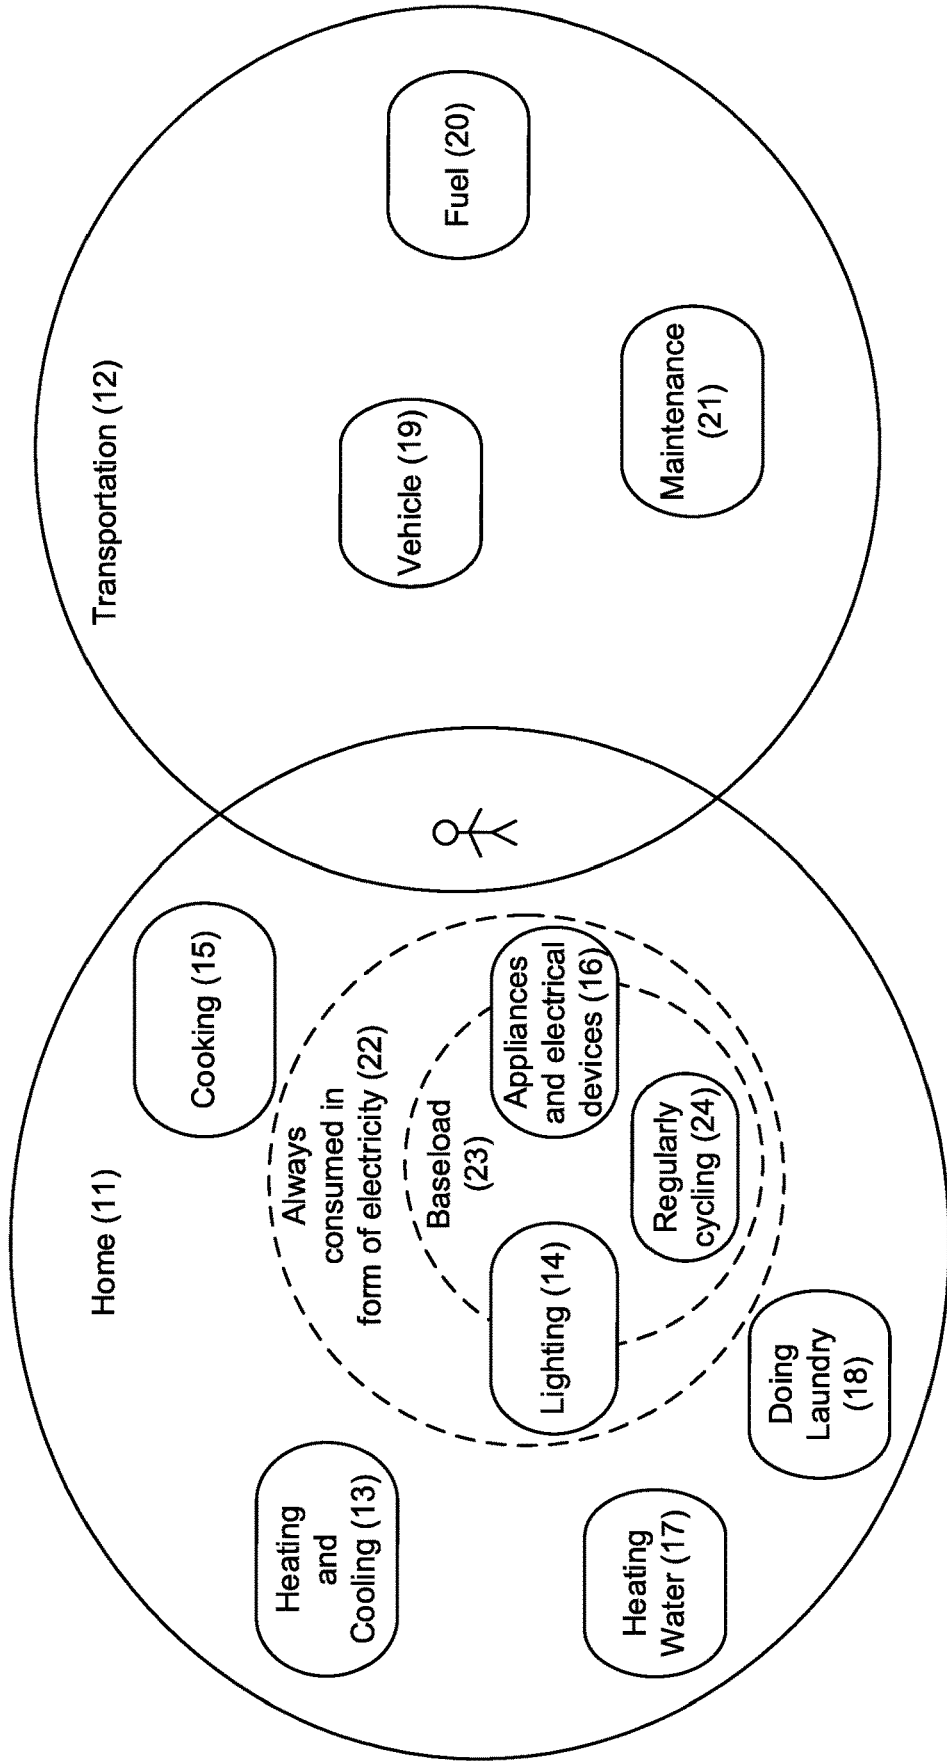 Home (11)
Transportation (12)
Cooking (15)
Heating
and
Cooling (13)
Always
consumed in
form of electricity (22)
Baseload
(23)
Lighting (14)
Appliances
and electrical
devices (16)
Regularly
cycling (24)
Heating
Water (17)
Doing
Laundry
(18)
Vehicle (19)
Fuel (20)
Maintenance
(21)